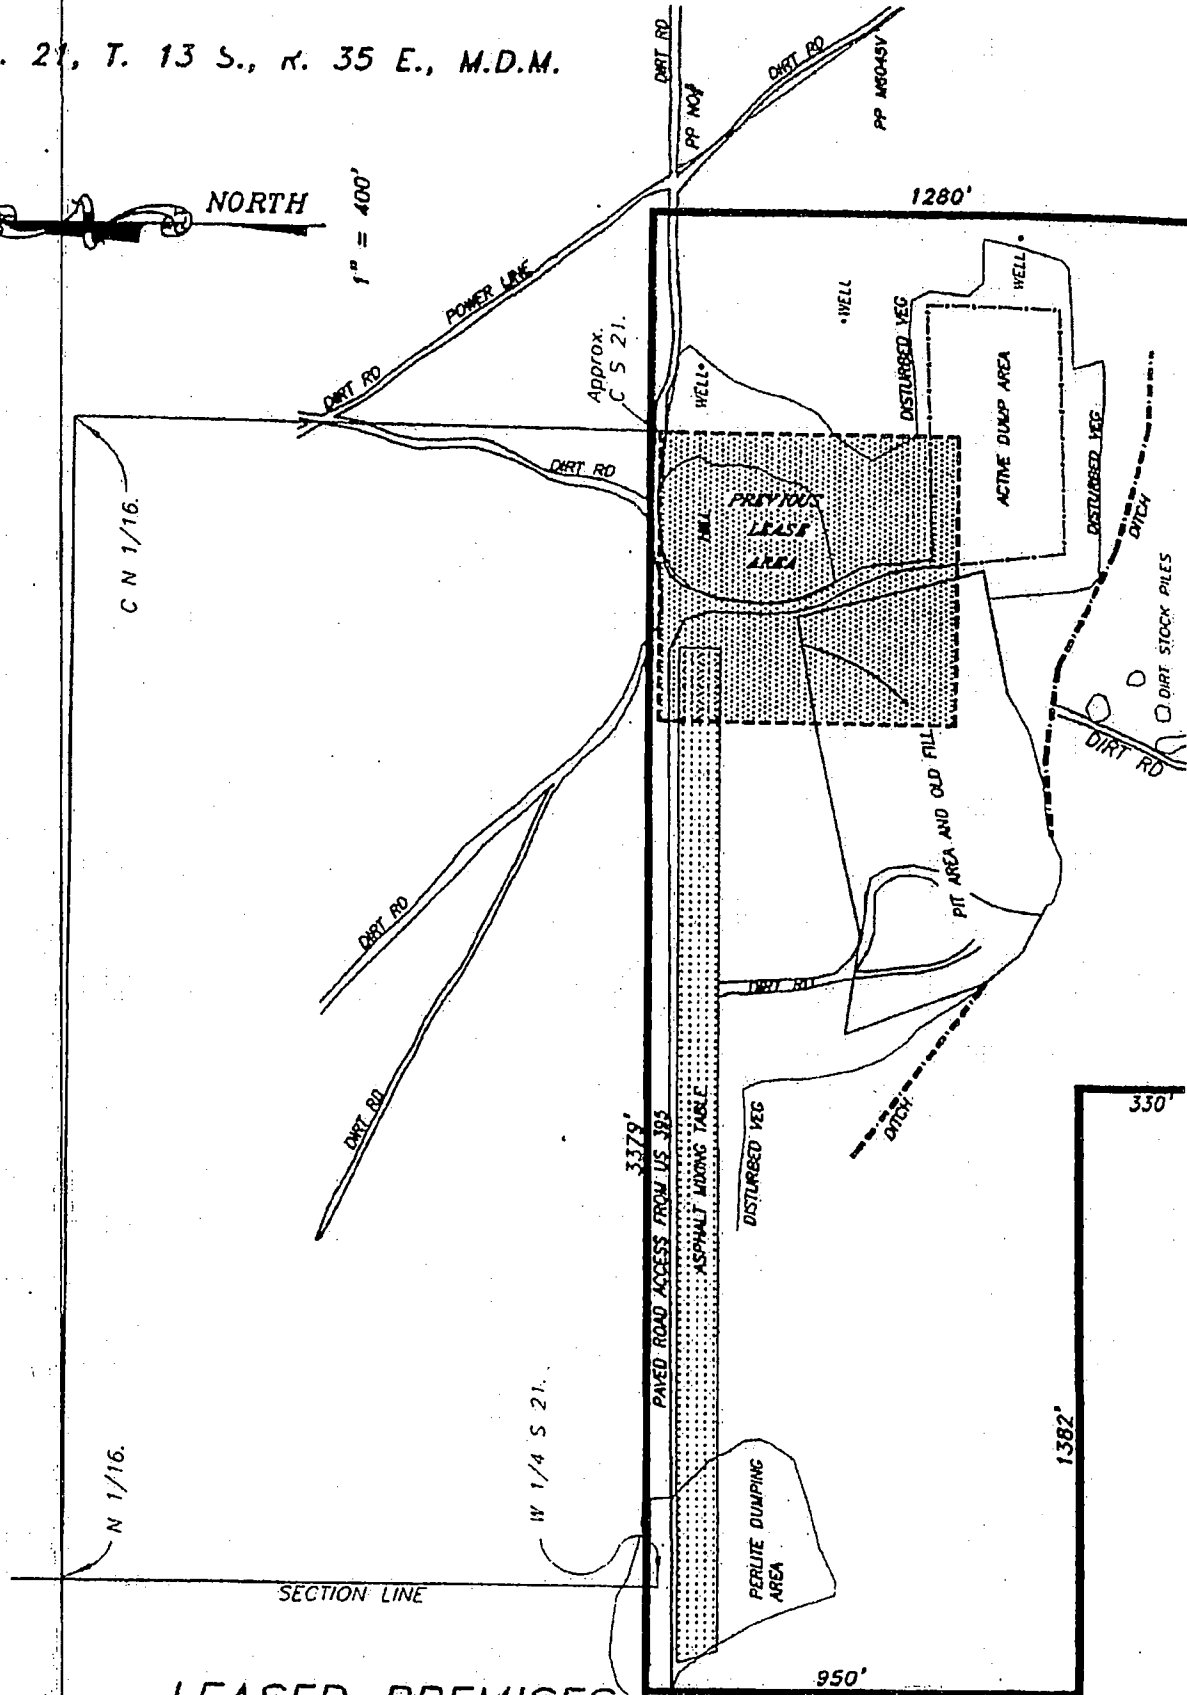 . 21, T. 13 S., R. 35 E., M.D.M.
NORTH
1" = 400'
DIRT RD
DIRT RD
PP NO
PP M5045V
1280'
POWER LINE
DIRT RD
Approx.
C S 21.
WELL
WELL
WELL
DISTURBED VEG
ACTIVE DUMP AREA
DISTURBED VEG
DITCH
C N 1/16.
DIRT RD
HILL
PREVIOUS
LEASE
AREA
DIRT STOCK PILES
DIRT RD
PIT AREA AND OLD FILL
DIRT RD
DIRT RD
DIRT RD
DITCH
330'
DISTURBED VEG
3379'
PAVED ROAD ACCESS FROM US 395
ASPHALT MIXING TABLE
1382'
N 1/16.
W 1/4 S 21.
PERLITE DUMPING
AREA
SECTION LINE
950'
LEASED PREMISES